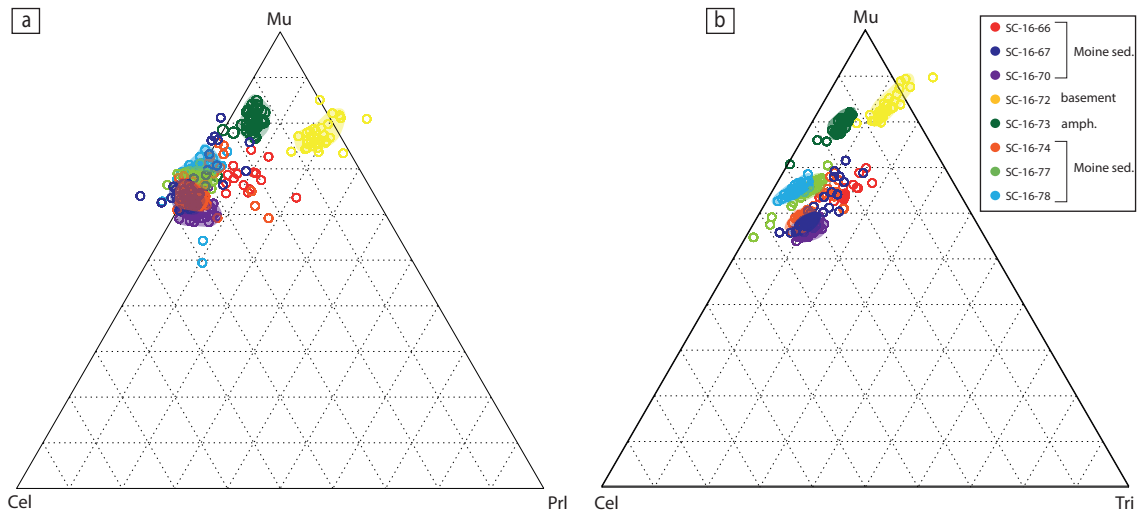 a
Mu
Cel
Prl
b
Mu
Cel
Tri
SC-16-66
SC-16-67
Moine sed.
SC-16-70
SC-16-72 basement
SC-16-73 amph.
SC-16-74
SC-16-77
Moine sed.
SC-16-78